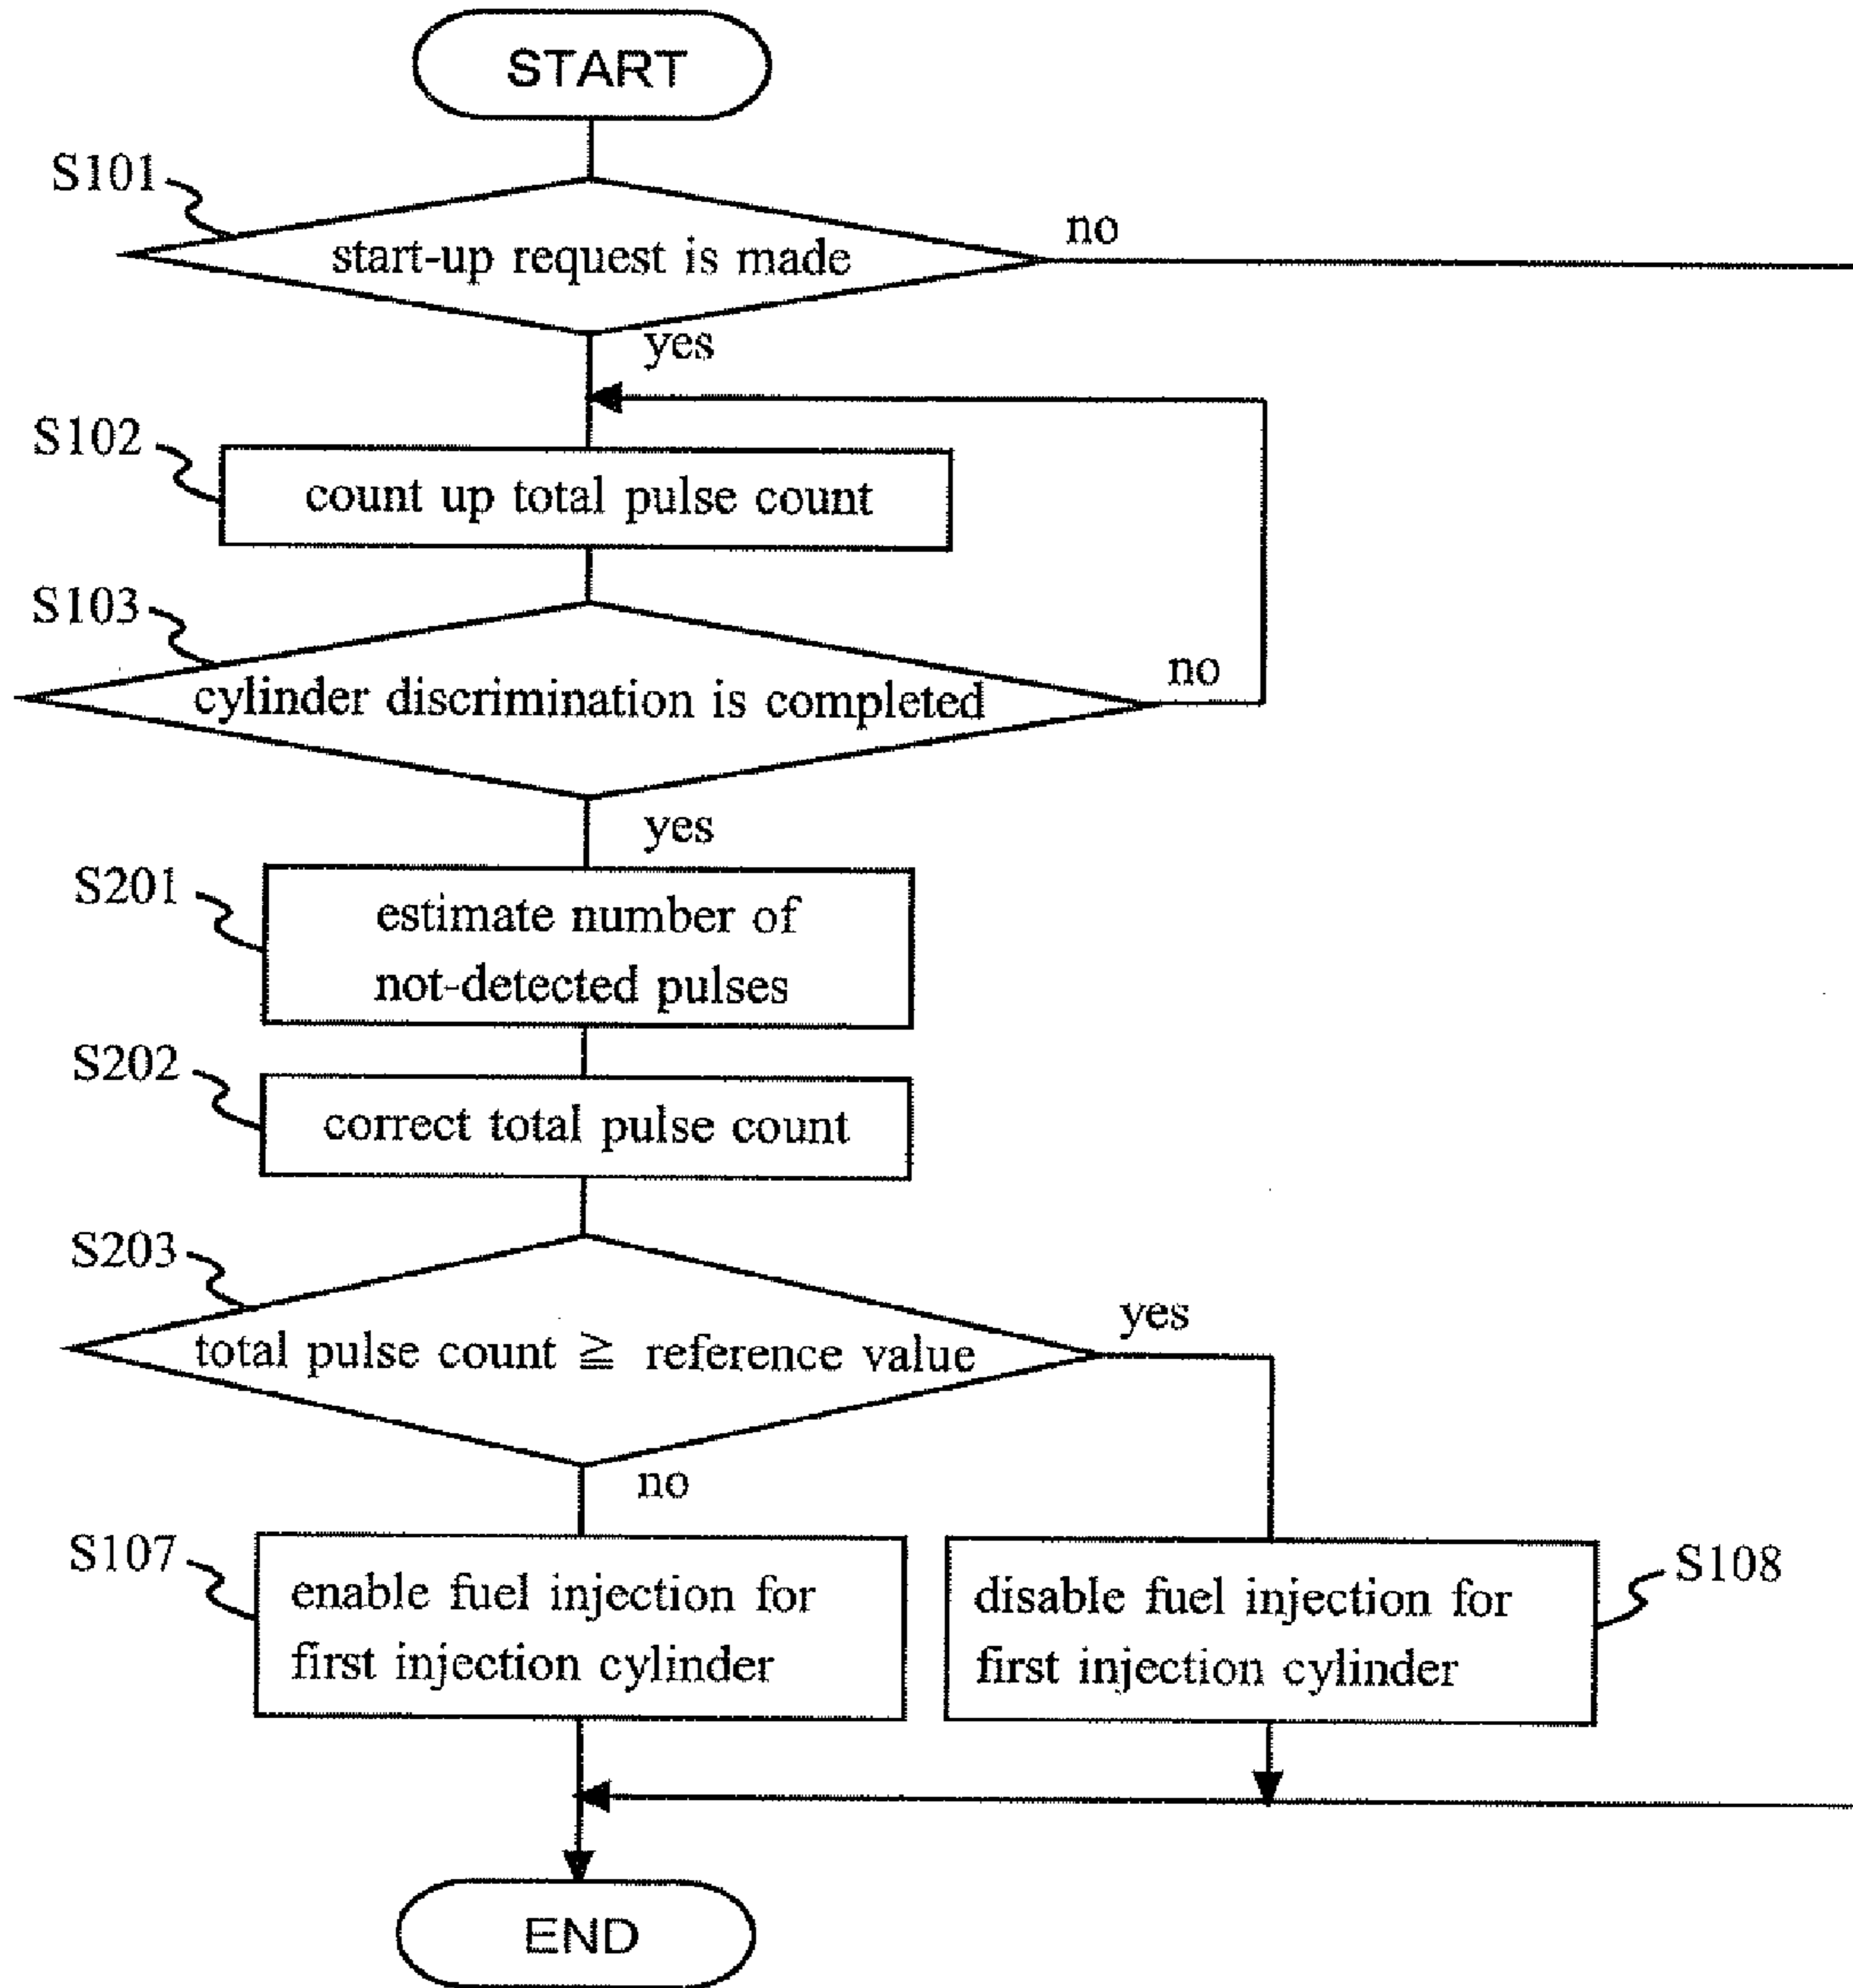 START
S101
start-up request is made
no
yes
S102
count up total pulse count
S103
cylinder discrimination is completed
no
yes
S201
estimate number of
not-detected pulses
S202
correct total pulse count
S203
total pulse count ≧ reference value
yes
no
S107
enable fuel injection for
first injection cylinder
disable fuel injection for
first injection cylinder
S108
END